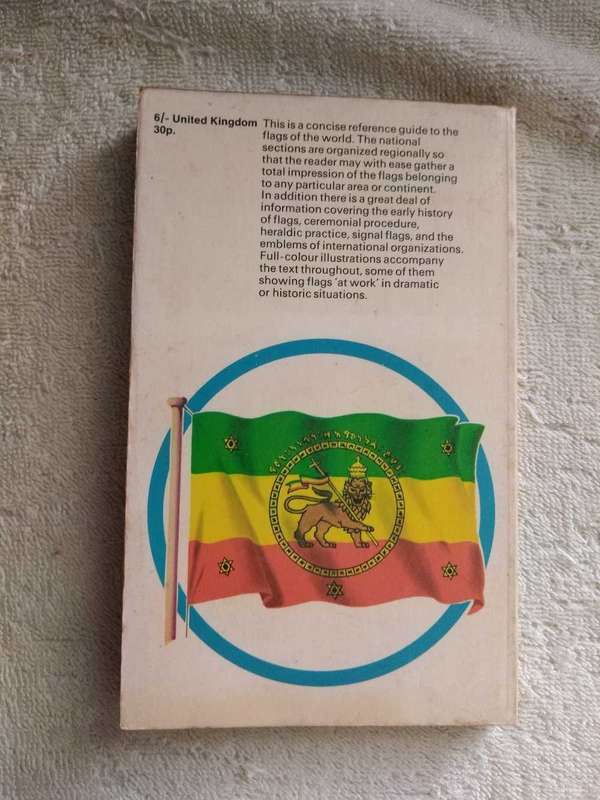 6/- United Kingdom
30p.
This is a concise reference guide to the
flags of the world. The national
sections are organized regionally so
that the reader may with ease gather a
total impression of the flags belonging
to any particular area or continent.
In addition there is a great deal of
information covering the early history
of flags, ceremonial procedure,
heraldic practice, signal flags, and the
emblems of international organizations.
Full-colour illustrations accompany
the text throughout, some of them
showing flags 'at work' in dramatic
or historic situations.